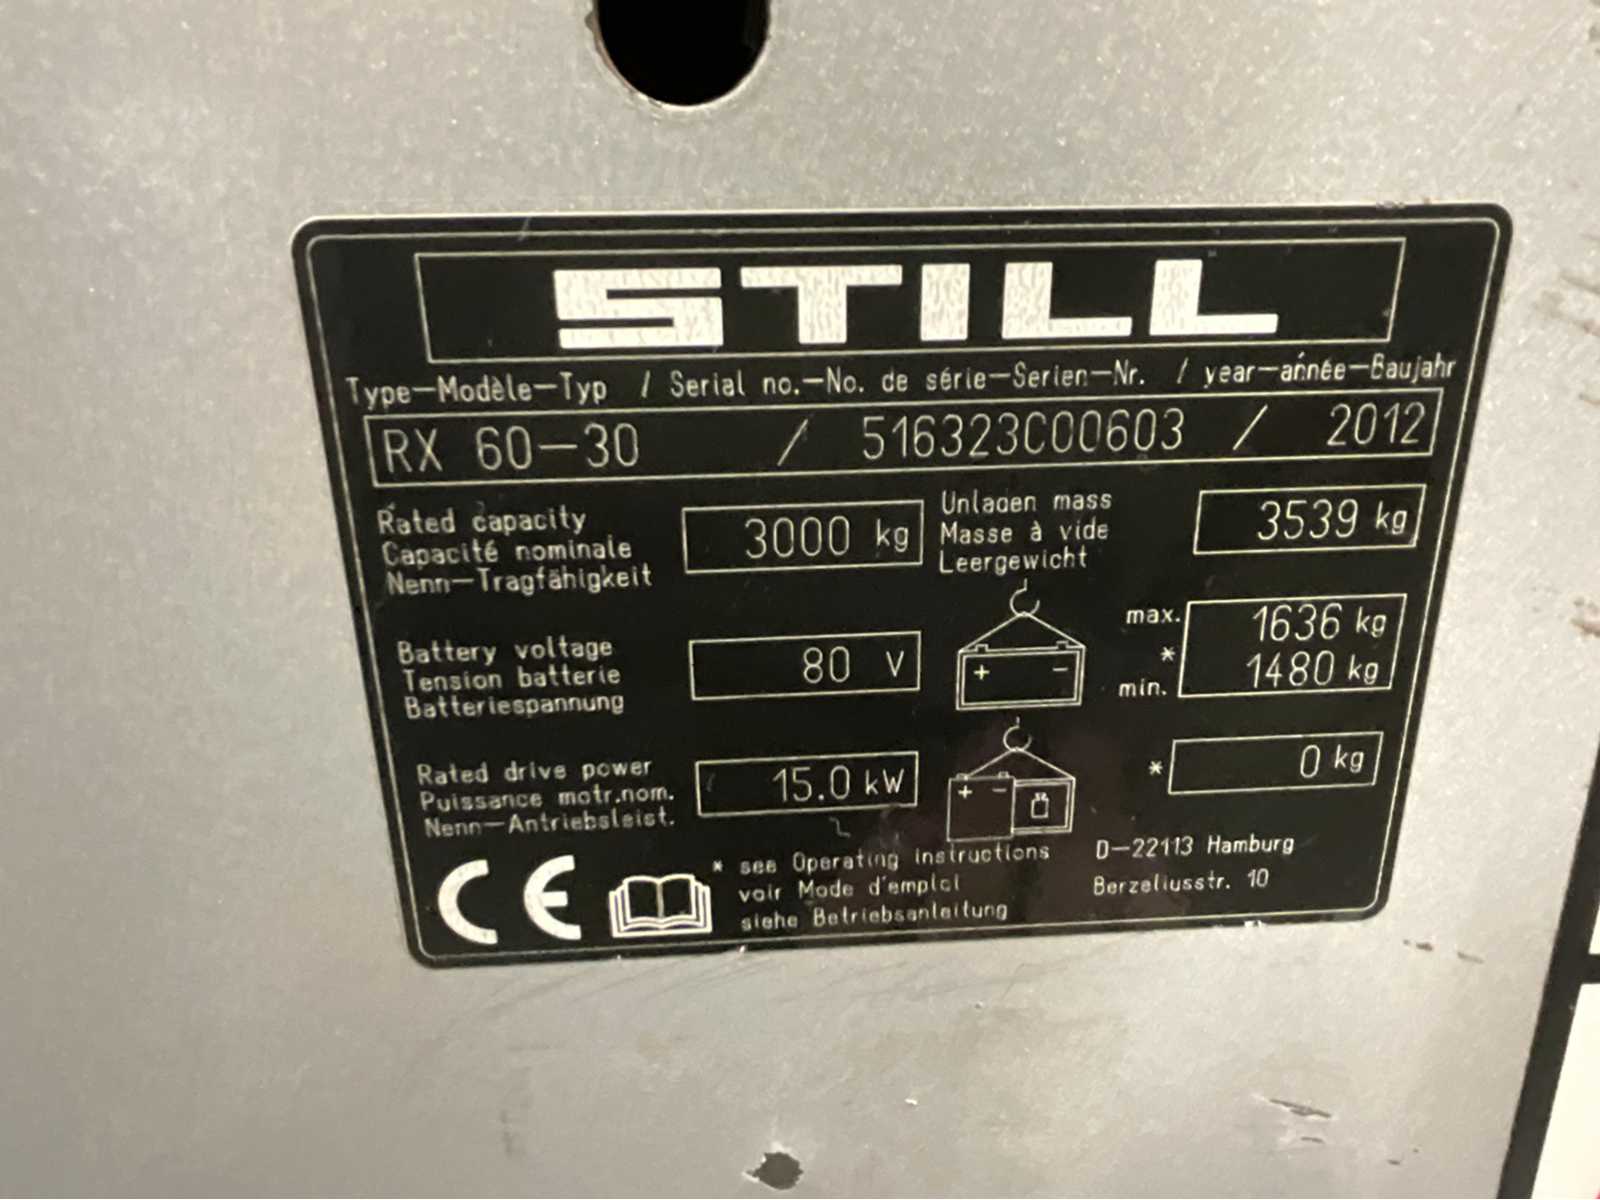 STILL
Type-Modèle-Typ / Serial no.-No. de série-Serien-Nr. / year-année-Baujahr
RX 60-30 / 516323C00603 / 2012
Rated capacity
Capacité nominale
Nenn-Tragfähigkeit
3000 kg
Unladen mass
Masse à vide
Leergewicht
3539 kg
Battery voltage
Tension batterie
Batteriespannung
80 V
+ -
max.
*
min.
1636 kg
1480 kg
Rated drive power
Puissance motr.nom.
Nenn-Antriebsleist.
15.0 kW
+ -
* 0 kg
CE
* see Operating instructions
voir Mode d'emploi
siehe Betriebsanleitung
D-22113 Hamburg
Berzeliusstr. 10